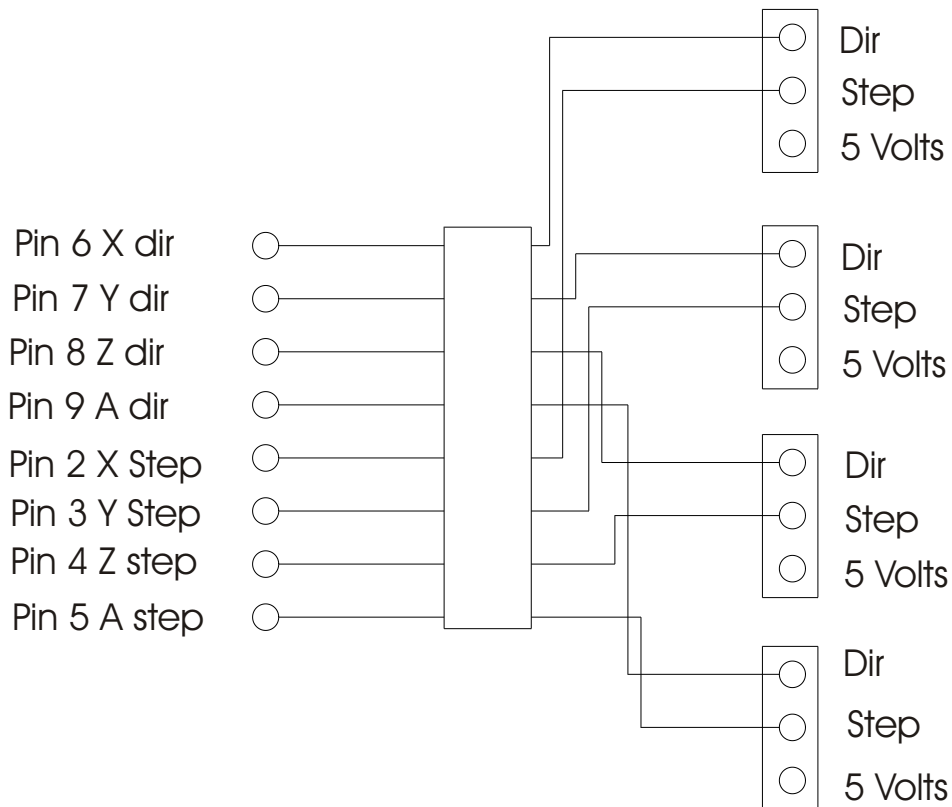 Dir
Step
5 Volts
Pin 6 X dir
Pin 7 Y dir
Pin 8 Z dir
Pin 9 A dir
Pin 2 X Step
Pin 3 Y Step
Pin 4 Z step
Pin 5 A step
Dir
Step
5 Volts
Dir
Step
5 Volts
Dir
Step
5 Volts